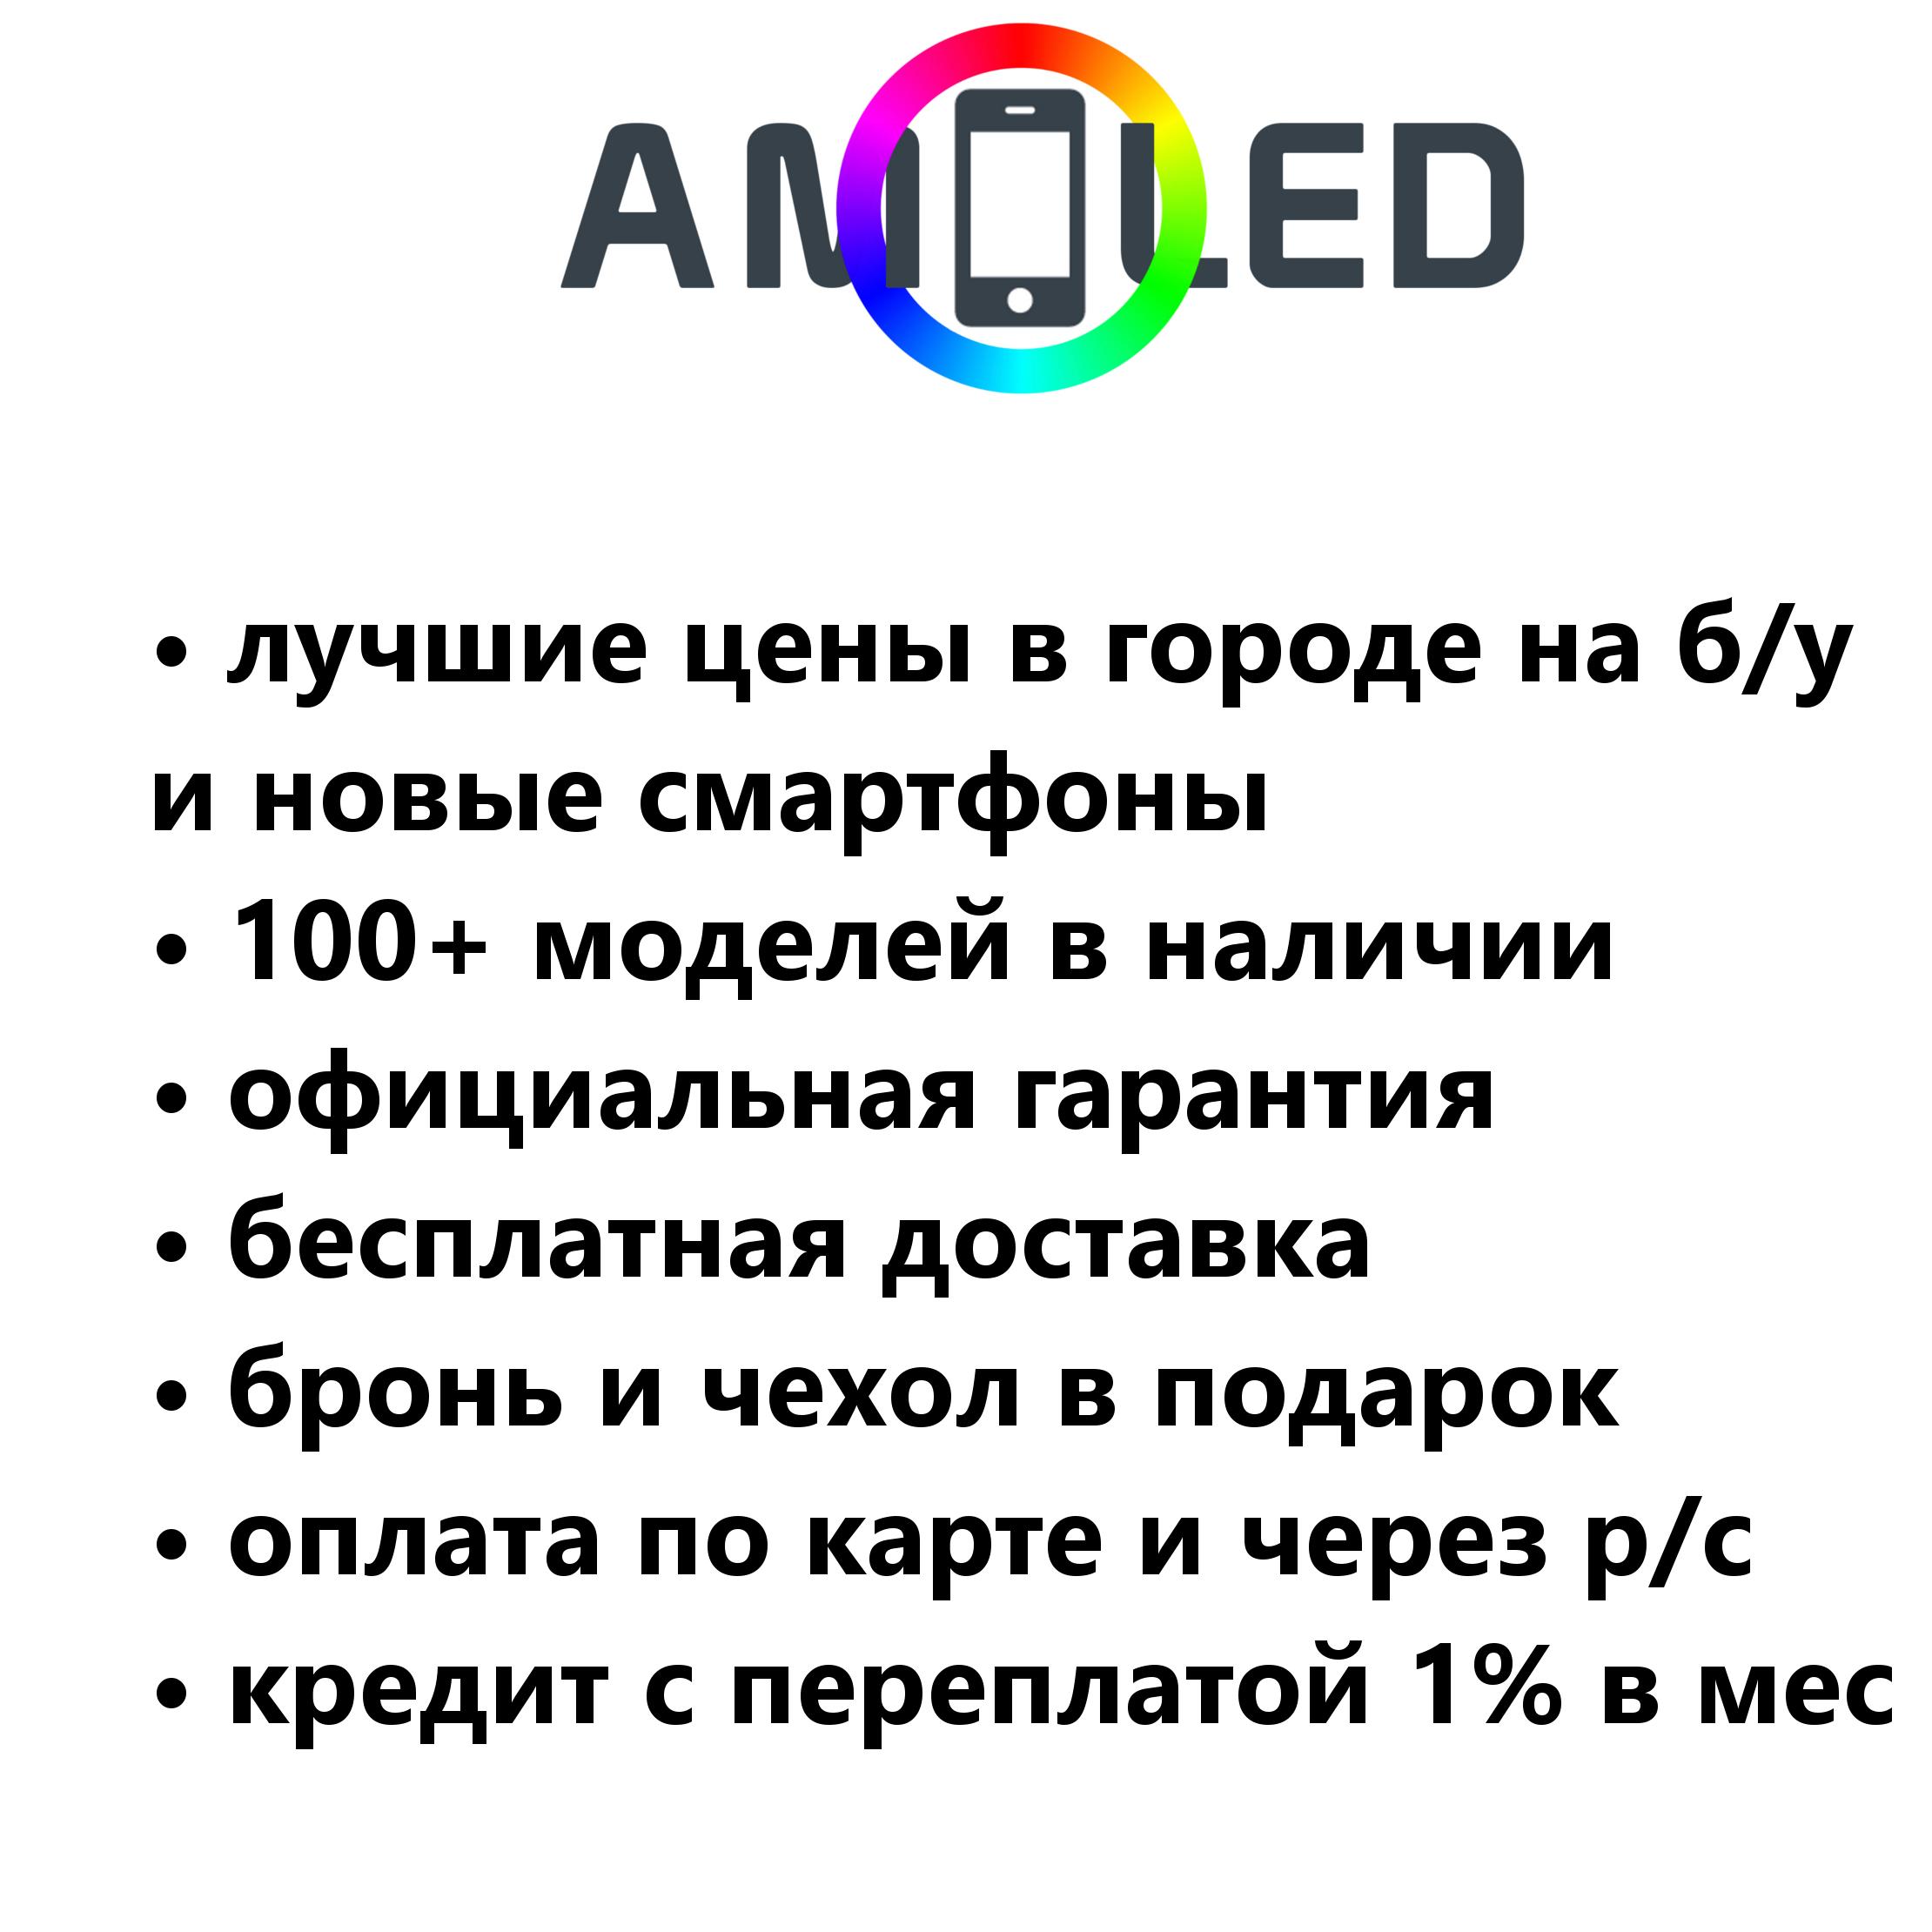 AMOLED
• лучшие цены в городе на б/у
и новые смартфоны
• 100+ моделей в наличии
• официальная гарантия
• бесплатная доставка
• бронь и чехол в подарок
• оплата по карте и через р/с
• кредит с переплатой 1% в мес